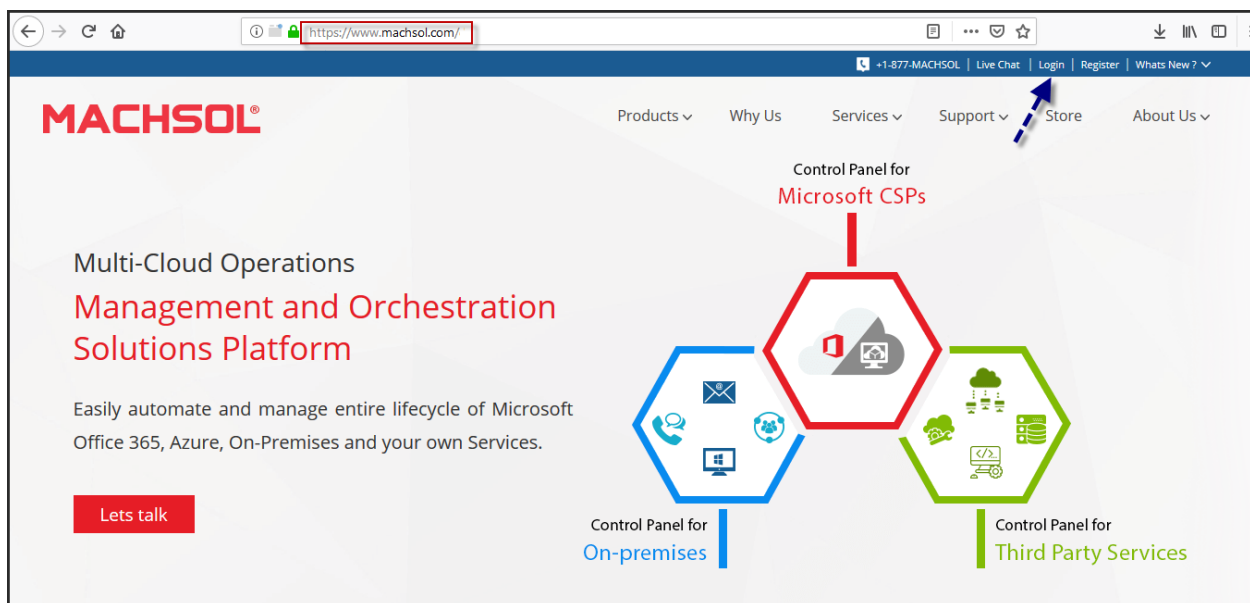 https://www.machsol.com/
+1-877-MACHSOL | Live Chat | Login | Register | Whats New ?
MACHSOL®
Products Why Us Services Support Store About Us
Control Panel for
Microsoft CSPs
Multi-Cloud Operations
Management and Orchestration
Solutions Platform
Easily automate and manage entire lifecycle of Microsoft
Office 365, Azure, On-Premises and your own Services.
Lets talk
Control Panel for
On-premises
Control Panel for
Third Party Services